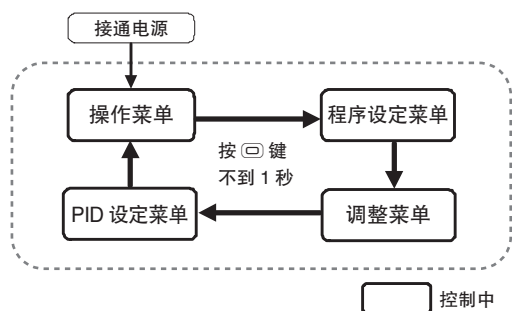 接通电源
操作菜单
程序设定菜单
按 键
不到 1 秒
PID 设定菜单
调整菜单
控制中